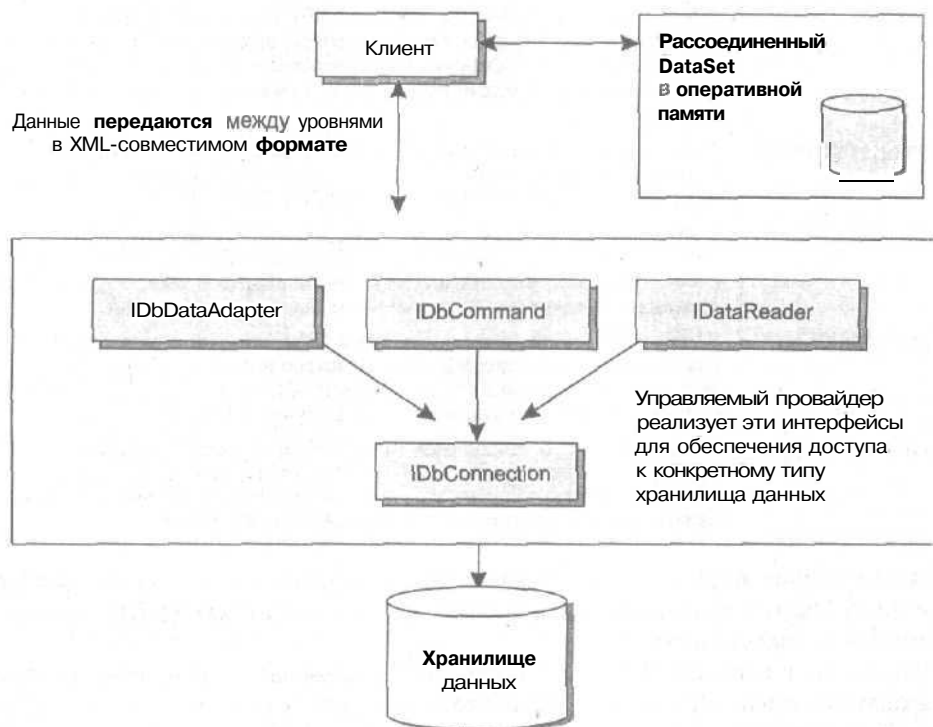 Клиент
Рассоединенный
DataSet
в оперативной
памяти
Данные передаются между уровнями
в XML-совместимом формате
IDbDataAdapter
IDbCommand
IDataReader
Управляемый провайдер
реализует эти интерфейсы
для обеспечения доступа
к конкретному типу
хранилища данных
IDbConnection
Хранилище
данных